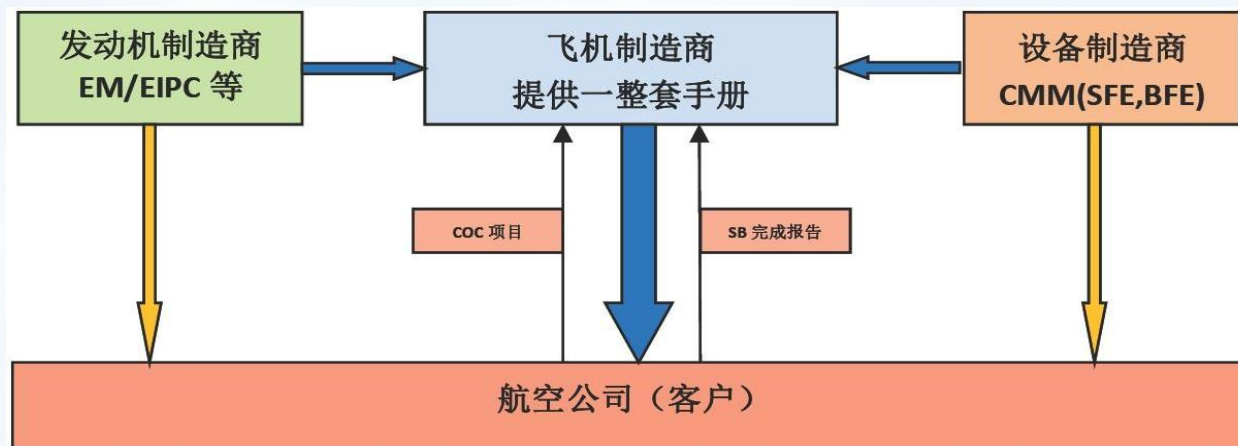 发动机制造商
EM/EIPC 等
飞机制造商
提供一整套手册
设备制造商
CMM(SFE,BFE)
COC 项目
SB 完成报告
航空公司（客户）